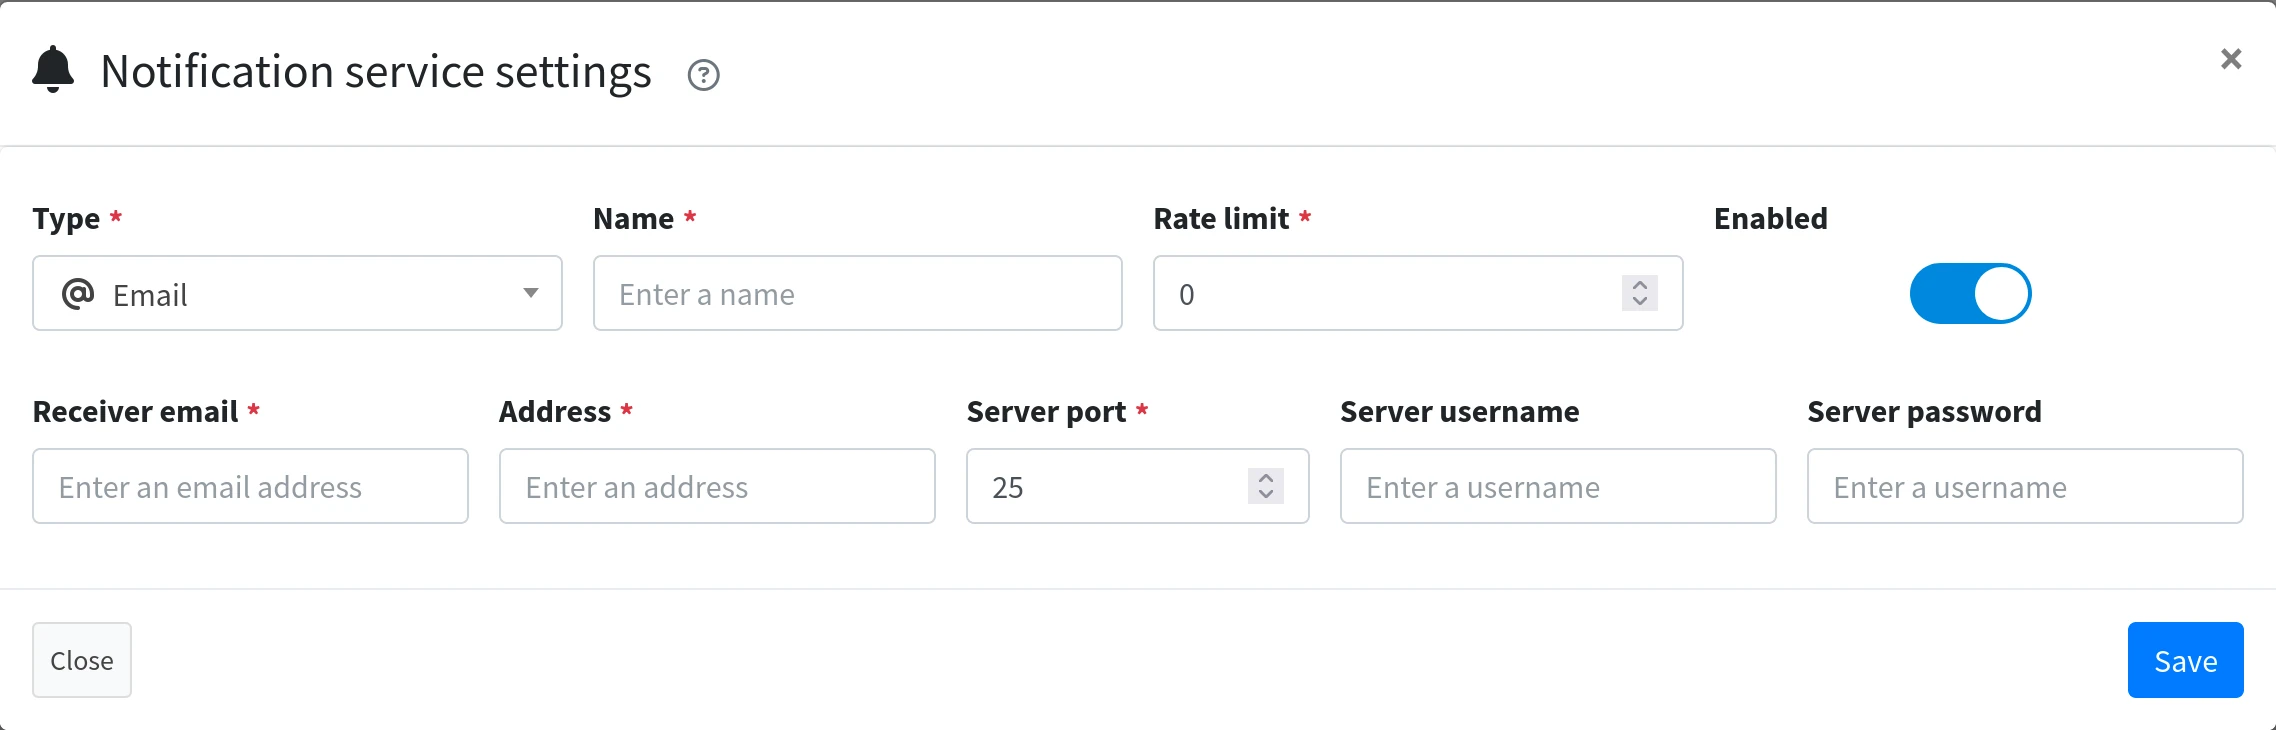 Notification service settings
Type *
Name *
Rate limit *
Enabled
@ Email
Enter a name
0
Receiver email *
Address *
Server port *
Server username
Server password
Enter an email address
Enter an address
25
Enter a username
Enter a username
Close
Save